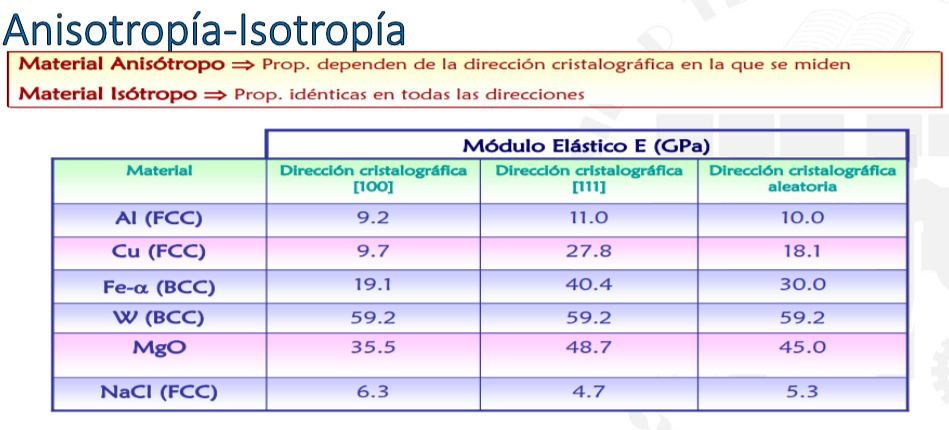 Anisotropía-Isotropía
Material Anisótropo ⇒ Prop. dependen de la dirección cristalográfica en la que se miden
Material Isótropo ⇒ Prop. idénticas en todas las direcciones
Módulo Elástico E (GPa)
Material Dirección cristalográfica [100] Dirección cristalográfica [111] Dirección cristalográfica aleatoria
Al (FCC) 9.2 11.0 10.0
Cu (FCC) 9.7 27.8 18.1
Fe-α (BCC) 19.1 40.4 30.0
W (BCC) 59.2 59.2 59.2
MgO 35.5 48.7 45.0
NaCl (FCC) 6.3 4.7 5.3